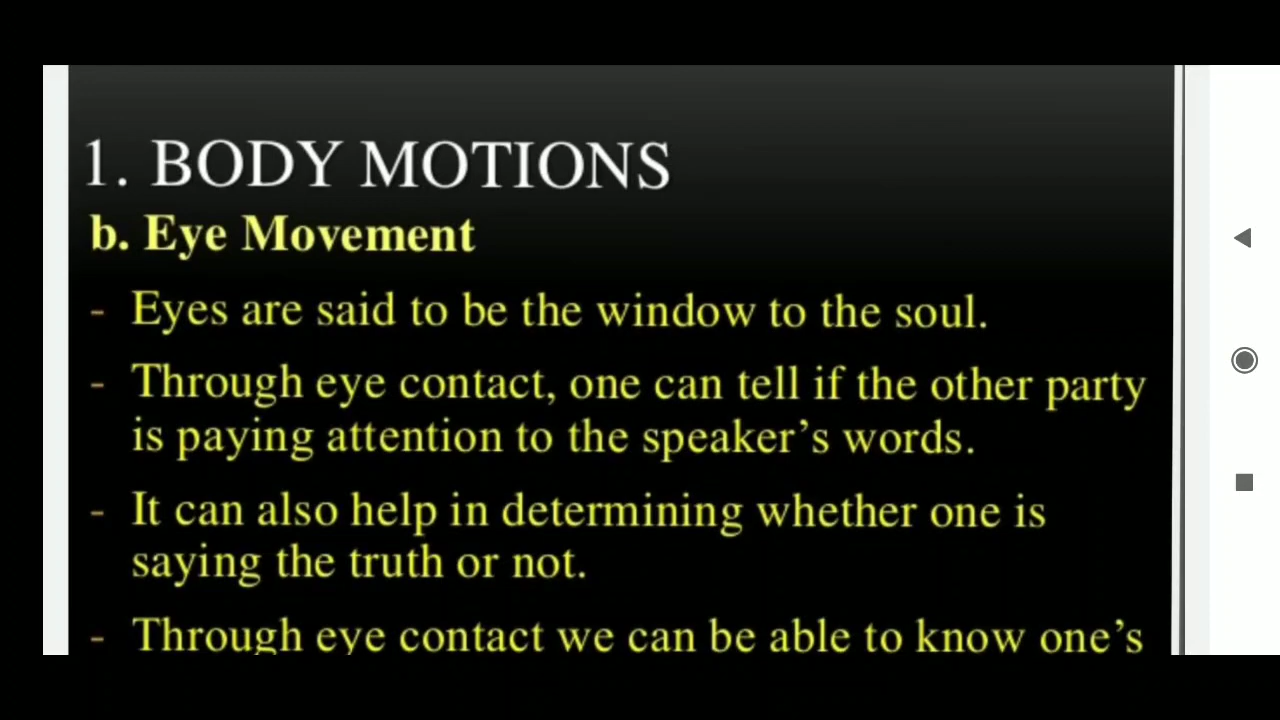 1. BODY MOTIONS
b. Eye Movement
- Eyes are said to be the window to the soul.
- Through eye contact, one can tell if the other party
is paying attention to the speaker's words.
- It can also help in determining whether one is
saying the truth or not.
- Through eye contact we can be able to know one's